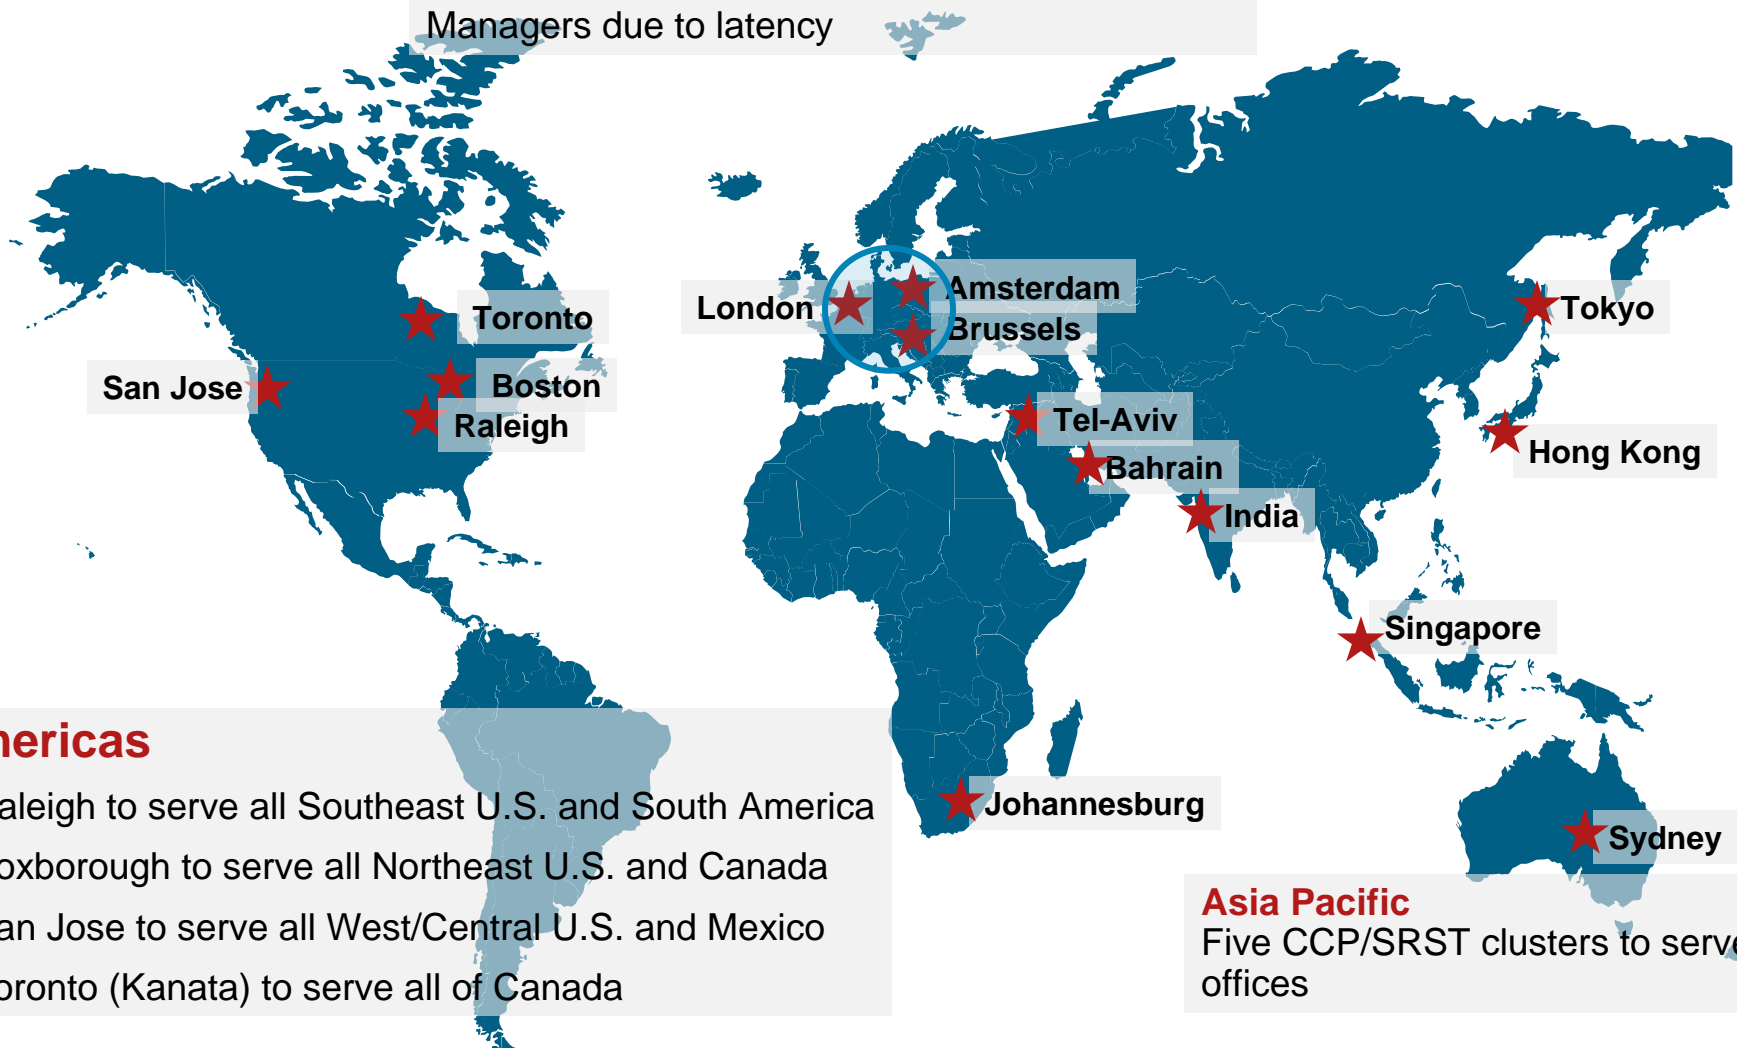 Managers due to latency
Amsterdam
London
Brussels
Toronto
Tokyo
San Jose
Boston
Raleigh
Tel-Aviv
Hong Kong
Bahrain
India
Singapore
Johannesburg
Sydney
mericas
aleigh to serve all Southeast U.S. and South America
oxborough to serve all Northeast U.S. and Canada
an Jose to serve all West/Central U.S. and Mexico
oronto (Kanata) to serve all of Canada
Asia Pacific
Five CCP/SRST clusters to serve
offices